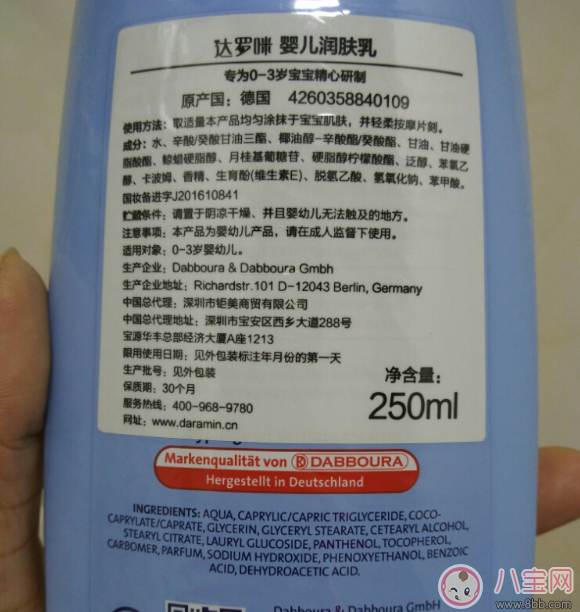 达罗咪 婴儿润肤乳
专为0-3岁宝宝精心研制
原产国：德国 4260358840109
使用方法：取适量本产品均匀涂抹于宝宝肌肤，并轻柔按摩片刻。
成分：水、辛酸/癸酸甘油三酯、椰油醇-辛酸酯/癸酸酯、甘油、甘油硬
脂酸酯、鲸蜡硬脂醇、月桂基葡糖苷、硬脂醇柠檬酸酯、泛醇、苯氧乙
醇、卡波姆、香精、生育酚(维生素E)、脱氢乙酸、氢氧化钠、苯甲酸。
国妆备进字J201610841
贮藏条件：请置于阴凉干燥、并且婴幼儿无法触及的地方。
注意事项：本产品为婴幼儿产品，请在成人监督下使用。
适用对象：0-3岁婴幼儿。
生产企业：Dabboura & Dabboura Gmbh
生产企业地址：Richardstr.101 D-12043 Berlin, Germany
中国总代理：深圳市钜美商贸有限公司
中国总代理地址：深圳市宝安区西乡大道288号
宝源华丰总部经济大厦A座1213
限用使用日期：见外包装标注年月份的第一天
生产批号：见外包装
保质期：30个月
服务热线：400-968-9780
网址：www.daramin.cn
净含量：
250ml
Markenqualität von DABBOURA
Hergestellt in Deutschland
INGREDIENTS: AQUA, CAPRYLIC/CAPRIC TRIGLYCERIDE, COCO-
CAPRYLATE/CAPRATE, GLYCERIN, GLYCERYL STEARATE, CETEARYL ALCOHOL,
STEARYL CITRATE, LAURYL GLUCOSIDE, PANTHENOL, TOCOPHEROL,
CARBOMER, PARFUM, SODIUM HYDROXIDE, PHENOXYETHANOL, BENZOIC
ACID, DEHYDROACETIC ACID.
Dabboura & Dabboura GmbH
八宝网
www.8bb.com